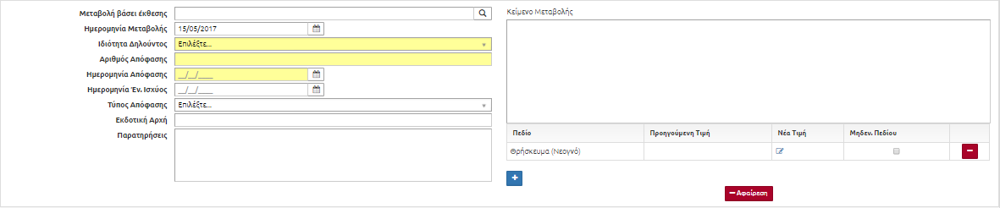 Μεταβολή βάσει έκθεσης
Ημερομηνία Μεταβολής 15/05/2017
Ιδιότητα Δηλούντος Επιλέξτε...
Αριθμός Απόφασης
Ημερομηνία Απόφασης __/__/____
Ημερομηνία Έν. Ισχύος __/__/____
Τύπος Απόφασης Επιλέξτε...
Εκδοτική Αρχή
Παρατηρήσεις
Κείμενο Μεταβολής
Πεδίο Προηγούμενη Τιμή Νέα Τιμή Μηδεν. Πεδίου
Θρήσκευμα (Νεογνό)
Αφαίρεση